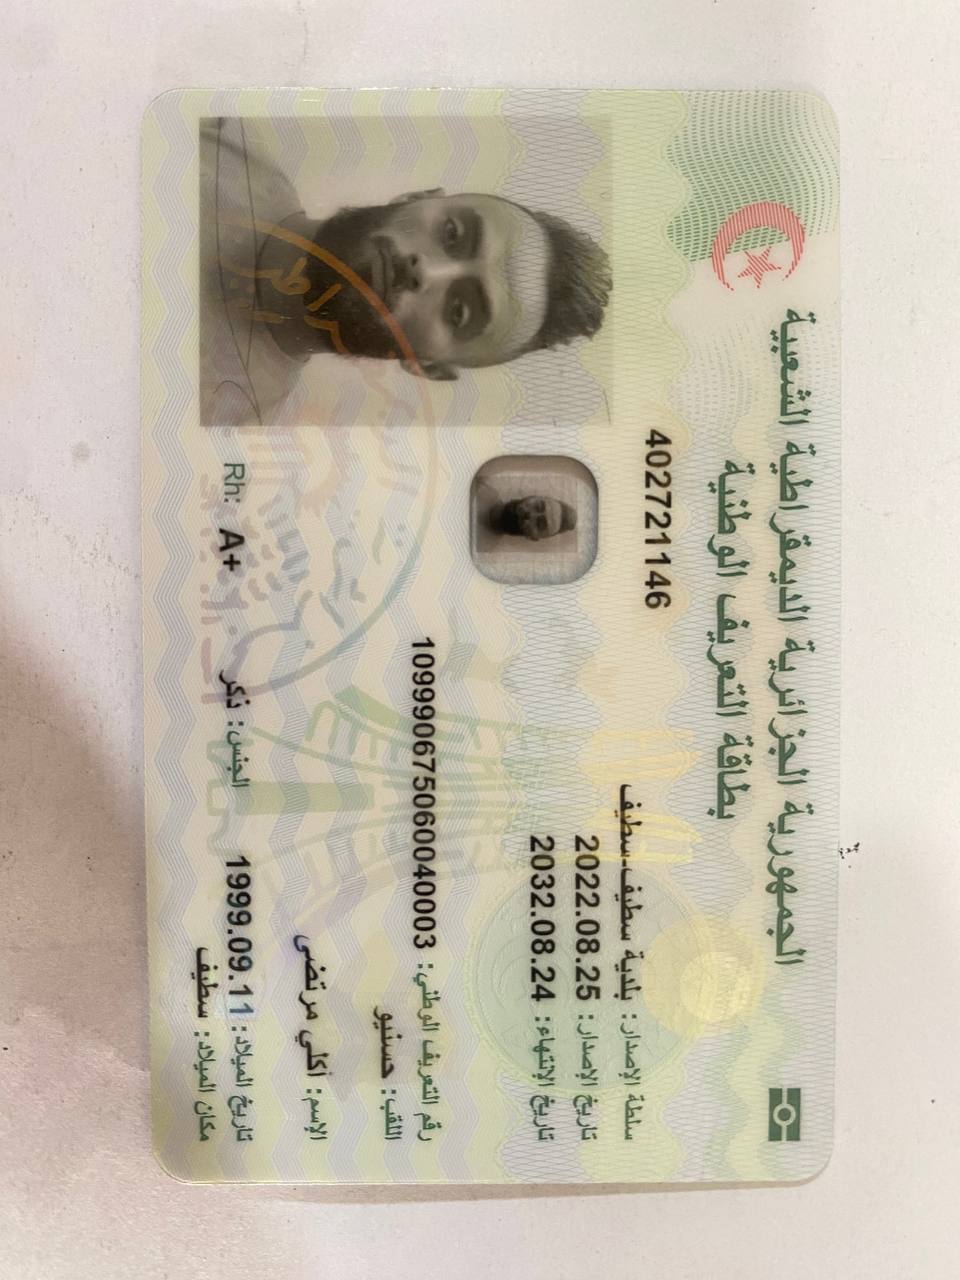 الجمهورية الجزائرية الديمقراطية الشعبية
بطاقة التعريف الوطنية
402721146
سلطة الإصدار: بلدية سطيف-سطيف
تاريخ الإصدار: 2022.08.25
تاريخ الإنتهاء: 2032.08.24
رقم التعريف الوطني: 109990675060040003
اللقب: حسنيو
الإسم: أكلي مرتضى
تاريخ الميلاد: 1999.09.11 الجنس: ذكر Rh: A+
مكان الميلاد: سطيف